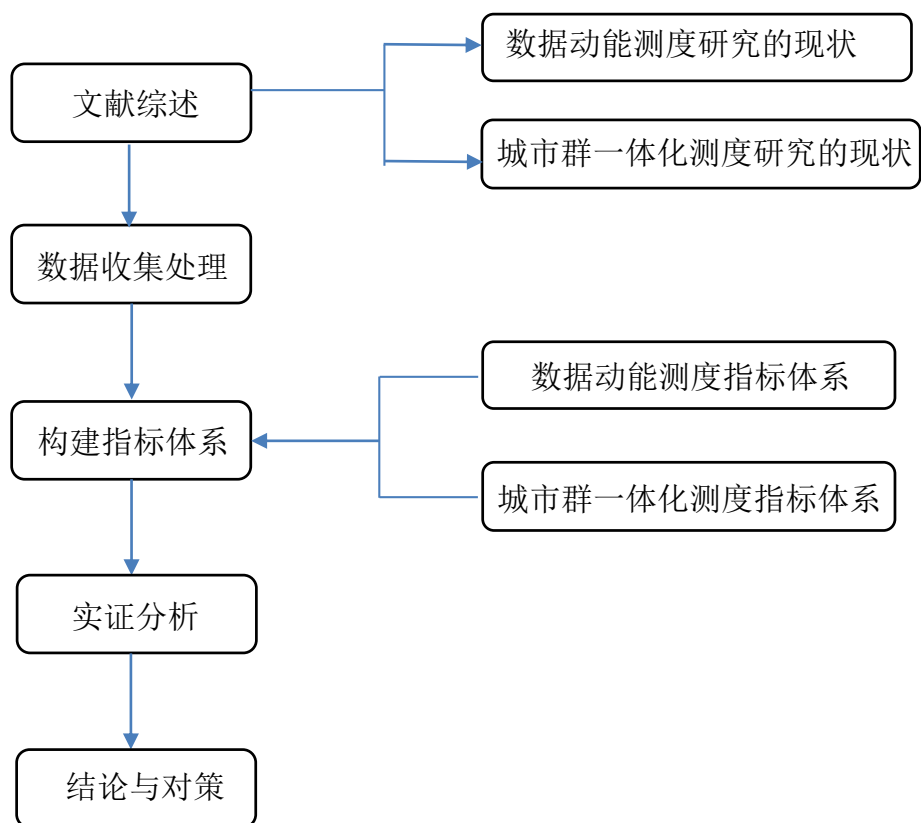 数据动能测度研究的现状
文献综述
城市群一体化测度研究的现状
数据收集处理
数据动能测度指标体系
构建指标体系
城市群一体化测度指标体系
实证分析
结论与对策